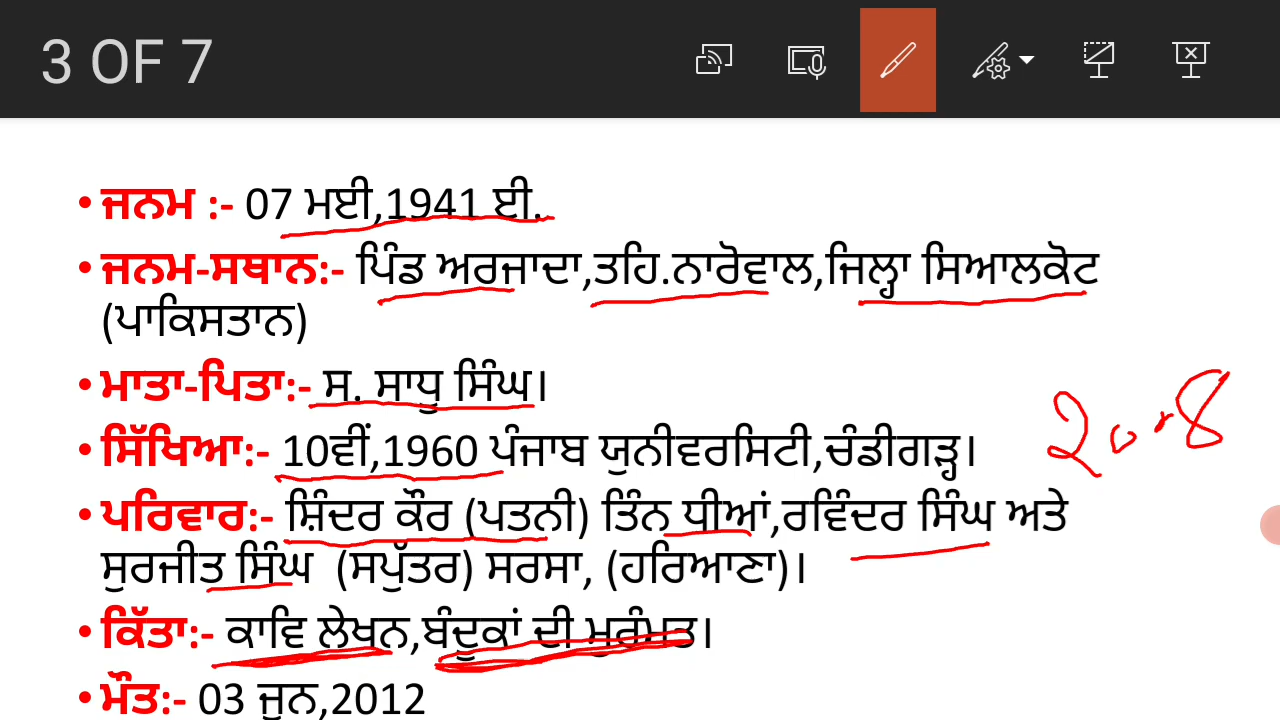 3 OF 7
• ਜਨਮ :- 07 ਮਈ,1941 ਈ.
• ਜਨਮ-ਸਥਾਨ:- ਪਿੰਡ ਅਰਜਾਦਾ,ਤਹਿ.ਨਾਰੋਵਾਲ,ਜਿਲ੍ਹਾ ਸਿਆਲਕੋਟ
(ਪਾਕਿਸਤਾਨ)
• ਮਾਤਾ-ਪਿਤਾ:- ਸ. ਸਾਧੂ ਸਿੰਘ।
• ਸਿੱਖਿਆ:- 10ਵੀਂ,1960 ਪੰਜਾਬ ਯੂਨੀਵਰਸਿਟੀ,ਚੰਡੀਗੜ੍ਹ।
2008
• ਪਰਿਵਾਰ:- ਸ਼ਿੰਦਰ ਕੌਰ (ਪਤਨੀ) ਤਿੰਨ ਧੀਆਂ,ਰਵਿੰਦਰ ਸਿੰਘ ਅਤੇ
ਸੁਰਜੀਤ ਸਿੰਘ (ਸਪੁੱਤਰ) ਸਰਸਾ, (ਹਰਿਆਣਾ)।
• ਕਿੱਤਾ:- ਕਾਵਿ ਲੇਖਨ,ਬੰਦੂਕਾਂ ਦੀ ਮੁਰੰਮਤ।
• ਮੌਤ:- 03 ਜੂਨ,2012